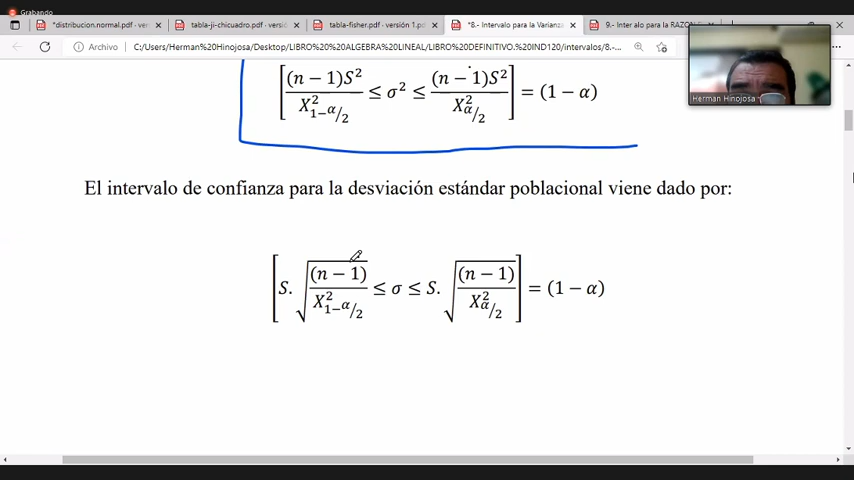 Grabando
*distribucion.normal.pdf - ve
tabla-ji-chicuadro.pdf - versió
tabla-fisher.pdf - versión 1.pd
*8.- Intervalo para la Varianza
9.- Inter alo para la RAZON
Archivo
C:/Users/Herman%20Hinojosa/Desktop/LIBRO%20%20ALGEBRA%20LINEAL/LIBRO%20DEFINITIVO.%20IND120/intervalos/8.-...
Herman Hinojosa
[(n − 1)S²/X²₁₋α/₂ ≤ σ² ≤ (n − 1)S²/X²α/₂] = (1 − α)
El intervalo de confianza para la desviación estándar poblacional viene dado por:
[S. √((n − 1)/X²₁₋α/₂) ≤ σ ≤ S. √((n − 1)/X²α/₂)] = (1 − α)